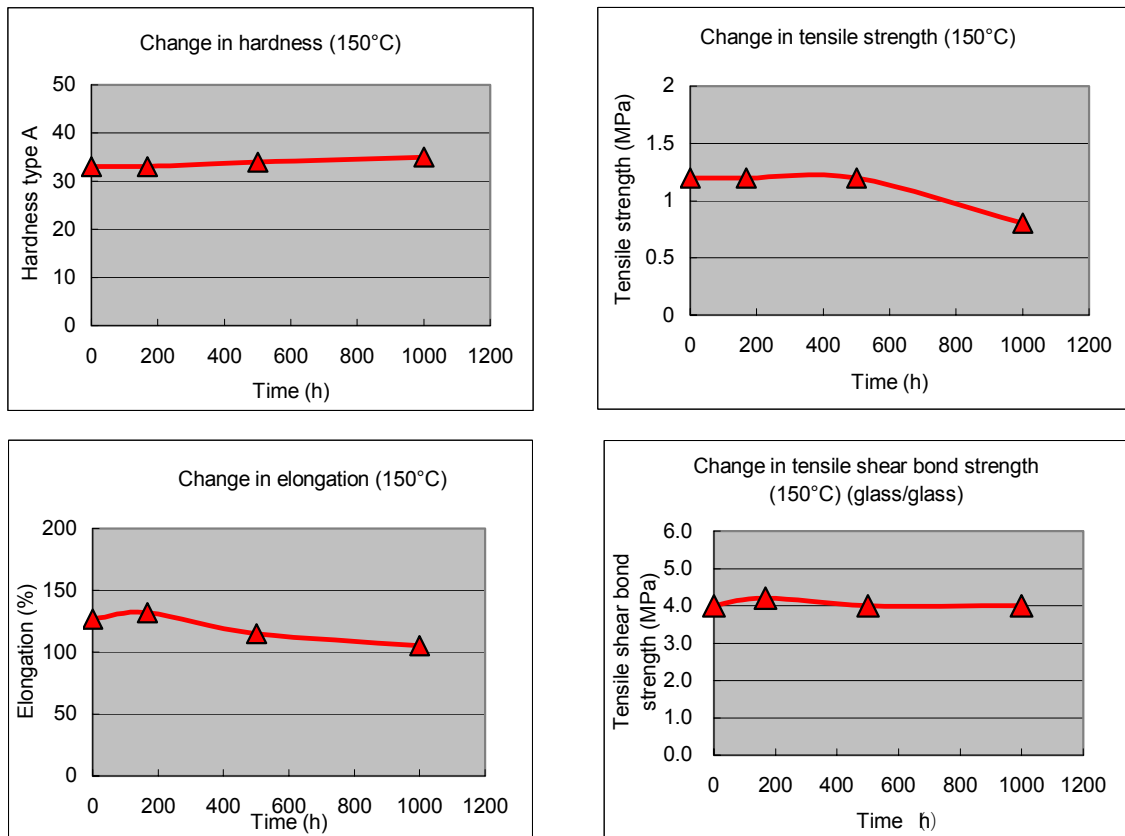 Change in hardness (150°C)
Hardness type A
50
40
30
20
10
0
0 200 400 600 800 1000 1200
Time (h)
Change in tensile strength (150°C)
Tensile strength (MPa)
2
1.5
1
0.5
0
0 200 400 600 800 1000 1200
Time (h)
Change in elongation (150°C)
Elongation (%)
200
150
100
50
0
0 200 400 600 800 1000 1200
Time (h)
Change in tensile shear bond strength
(150°C) (glass/glass)
Tensile shear bond
strength (MPa)
6.0
5.0
4.0
3.0
2.0
1.0
0.0
0 200 400 600 800 1000 1200
Time (h)